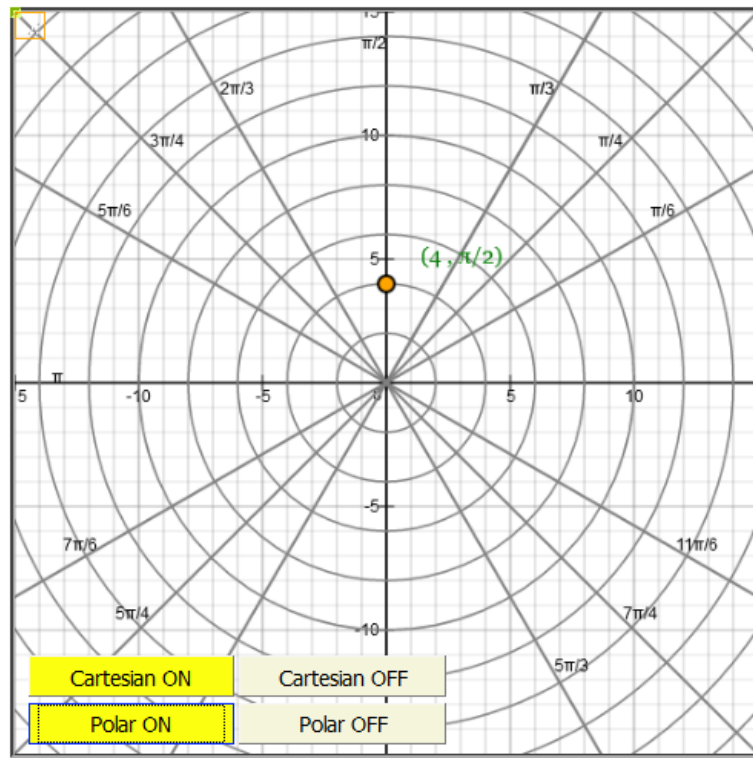 15
π/2
2π/3
π/3
3π/4
10
π/4
5π/6
π/6
5
(4 , π/2)
π
5
-10
-5
0
5
10
-5
7π/6
11π/6
5π/4
7π/4
-10
5π/3
Cartesian ON
Cartesian OFF
Polar ON
Polar OFF